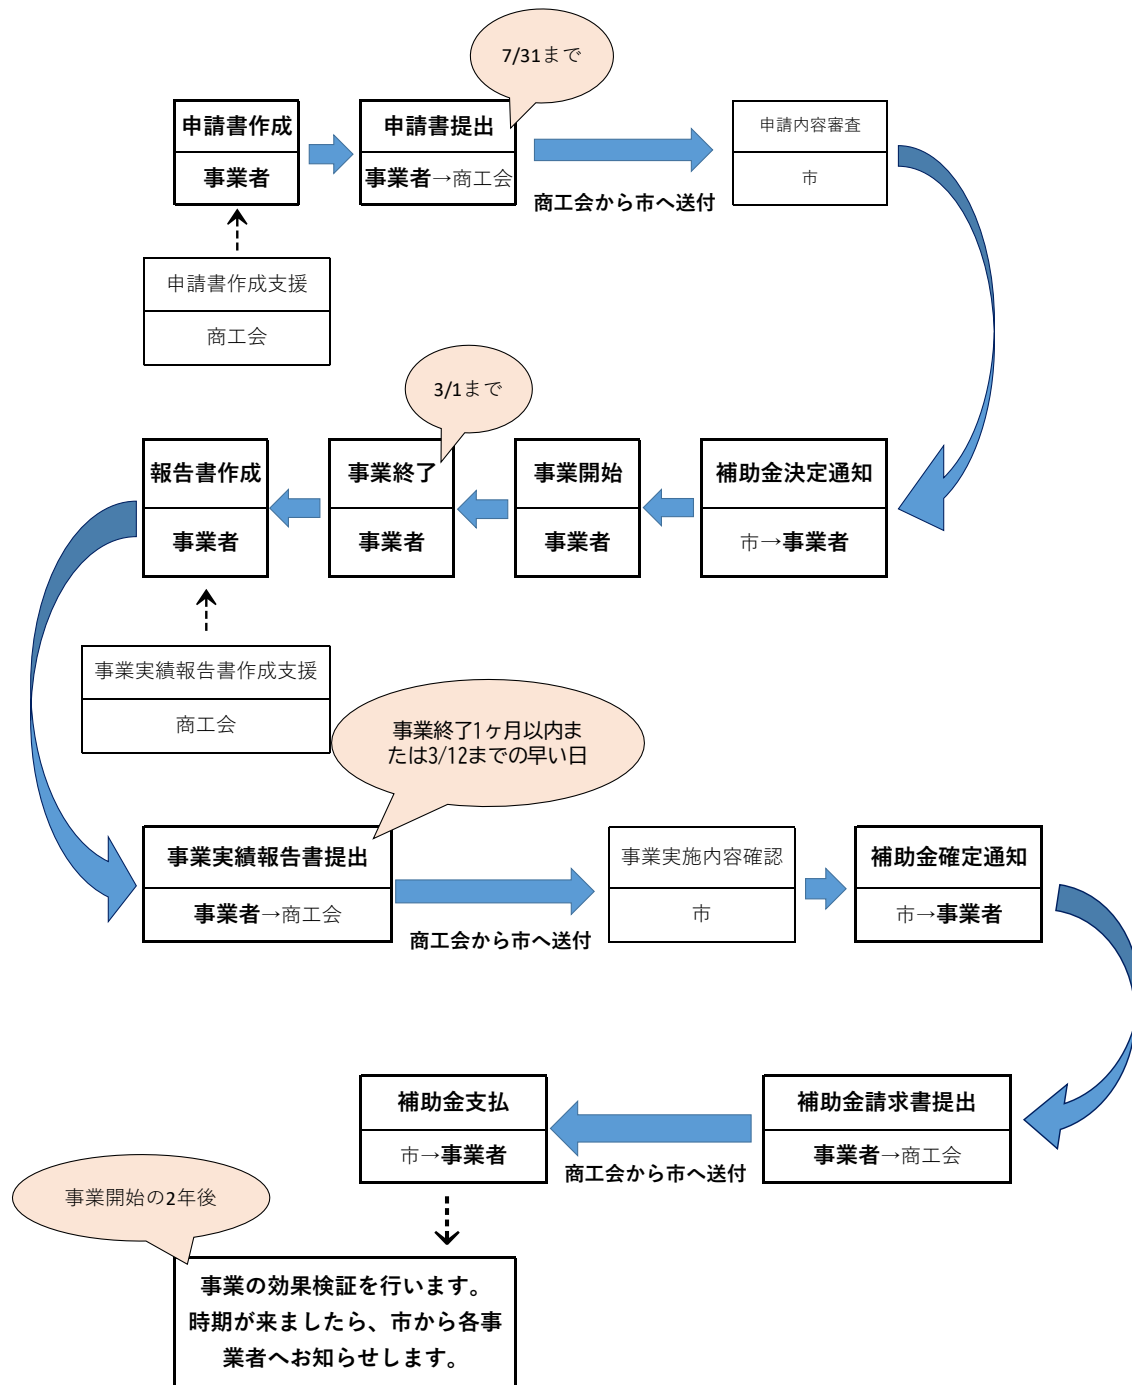 7/31まで
申請書作成
事業者
申請書提出
事業者→商工会
商工会から市へ送付
申請内容審査
市
申請書作成支援
商工会
3/1まで
補助金決定通知
市→事業者
事業開始
事業者
事業終了
事業者
報告書作成
事業者
事業実績報告書作成支援
商工会
事業終了1ヶ月以内ま
たは3/12までの早い日
事業実績報告書提出
事業者→商工会
商工会から市へ送付
事業実施内容確認
市
補助金確定通知
市→事業者
補助金請求書提出
事業者→商工会
商工会から市へ送付
補助金支払
市→事業者
事業開始の2年後
事業の効果検証を行います。
時期が来ましたら、市から各事
業者へお知らせします。